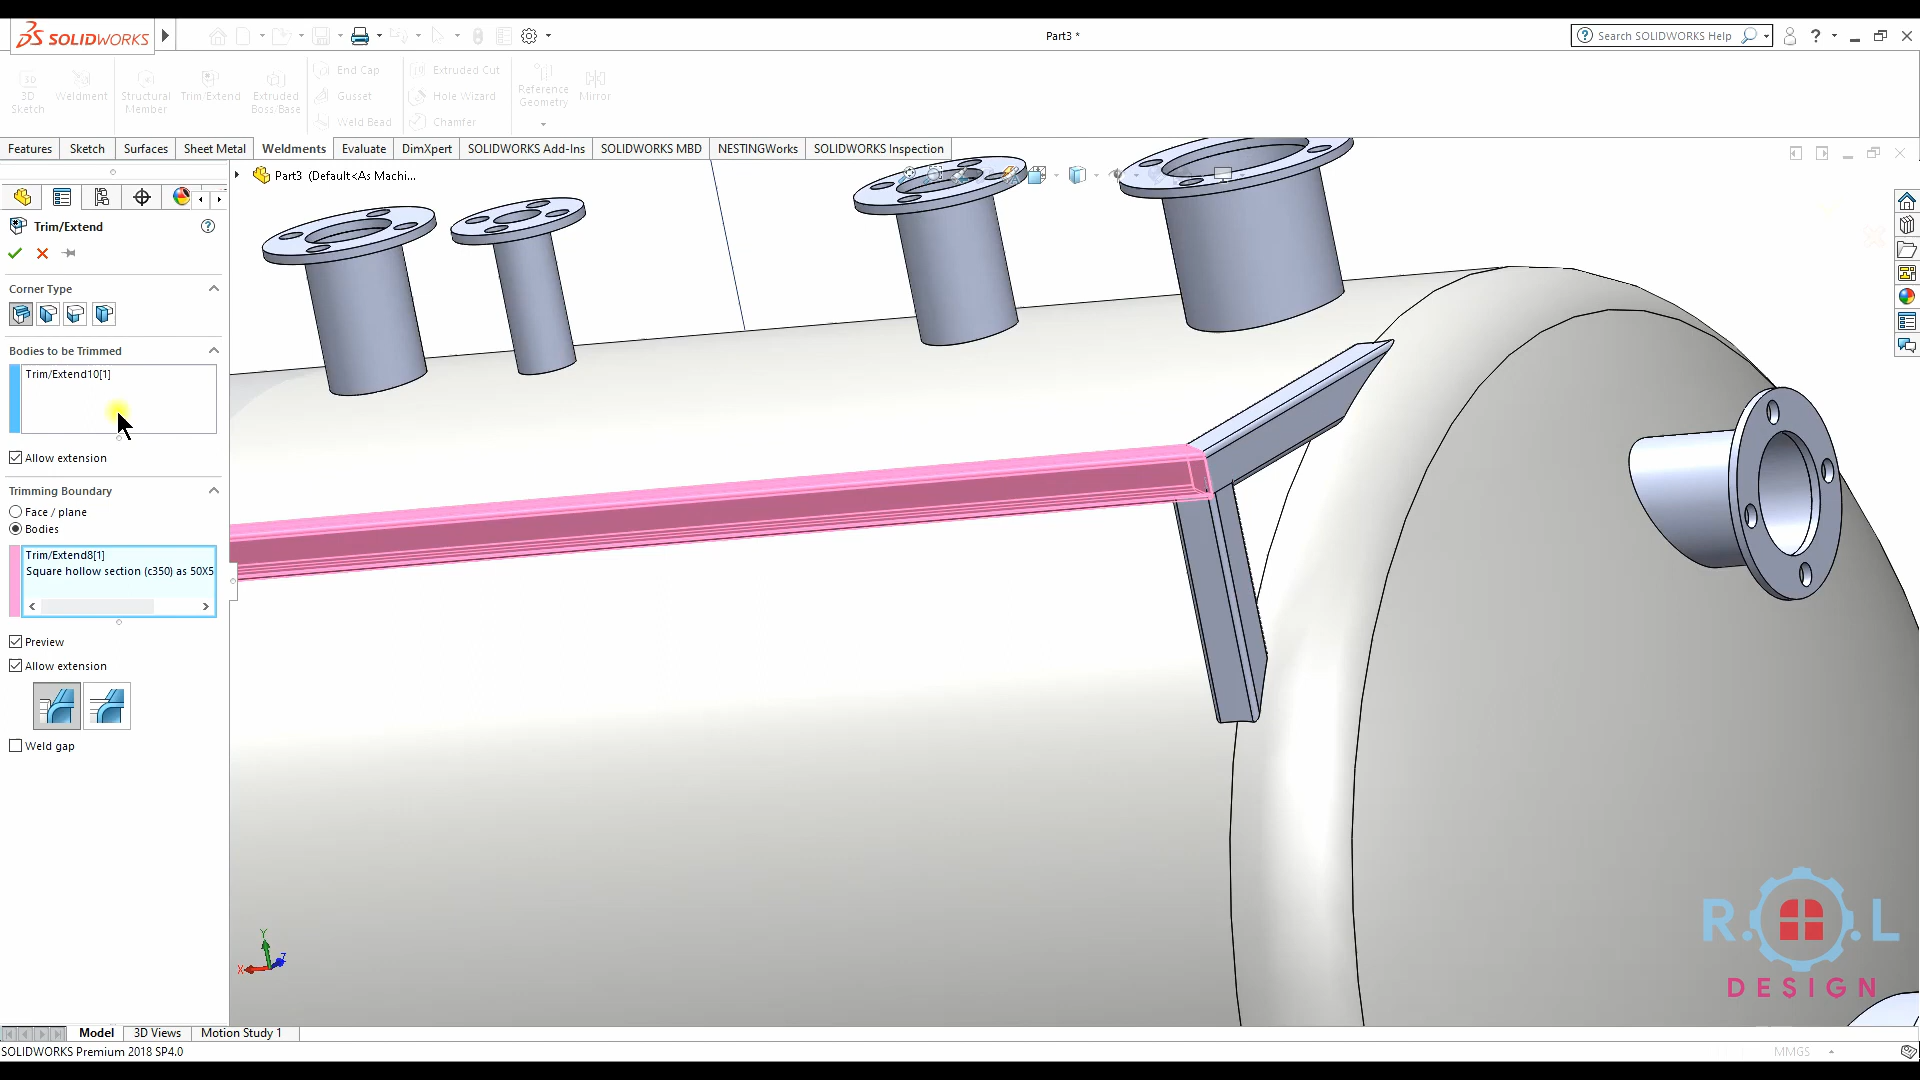 SOLIDWORKS
Part3 *
Search SOLIDWORKS Help
3D Sketch
Weldment
Structural Member
Trim/Extend
Extruded Boss/Base
End Cap
Gusset
Weld Bead
Extruded Cut
Hole Wizard
Chamfer
Reference Geometry
Mirror
Features
Sketch
Surfaces
Sheet Metal
Weldments
Evaluate
DimXpert
SOLIDWORKS Add-Ins
SOLIDWORKS MBD
NESTINGWorks
SOLIDWORKS Inspection
Part3 (Default<As Machi...
Trim/Extend
Corner Type
Bodies to be Trimmed
Trim/Extend10[1]
Allow extension
Trimming Boundary
Face / plane
Bodies
Trim/Extend8[1]
Square hollow section (c350) as 50X5
Preview
Allow extension
Weld gap
Y
X
Z
R.O.L
DESIGN
Model
3D Views
Motion Study 1
SOLIDWORKS Premium 2018 SP4.0
MMGS